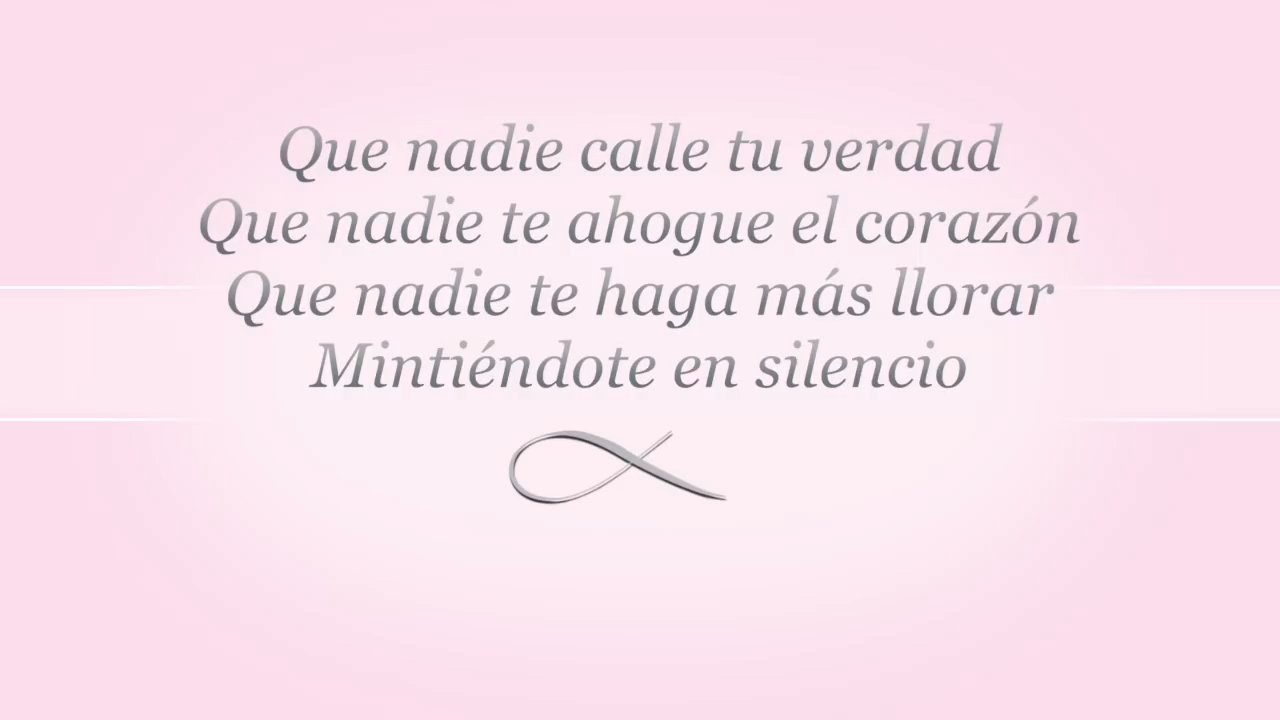 Que nadie calle tu verdad
Que nadie te ahogue el corazón
Que nadie te haga más llorar
Mintiéndote en silencio